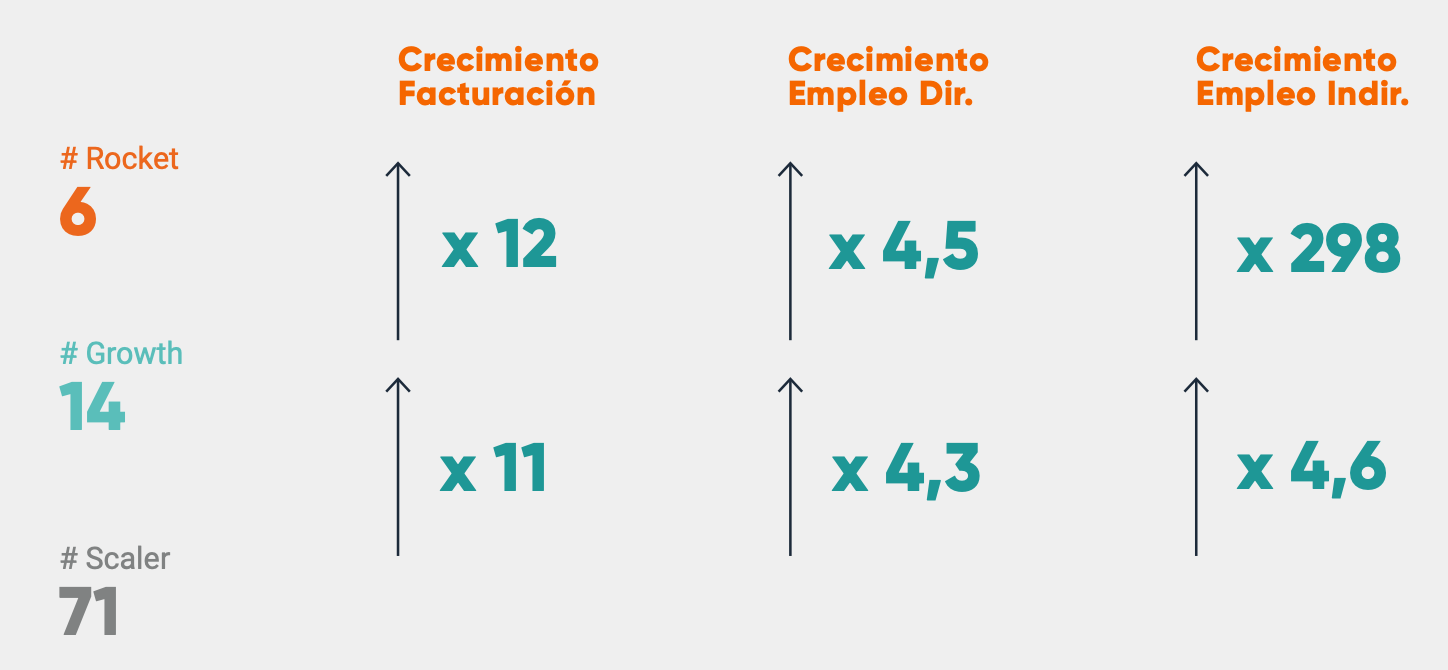 Crecimiento
Facturación
Crecimiento
Empleo Dir.
Crecimiento
Empleo Indir.
# Rocket
6
x 12
x 4,5
x 298
# Growth
14
x 11
x 4,3
x 4,6
# Scaler
71